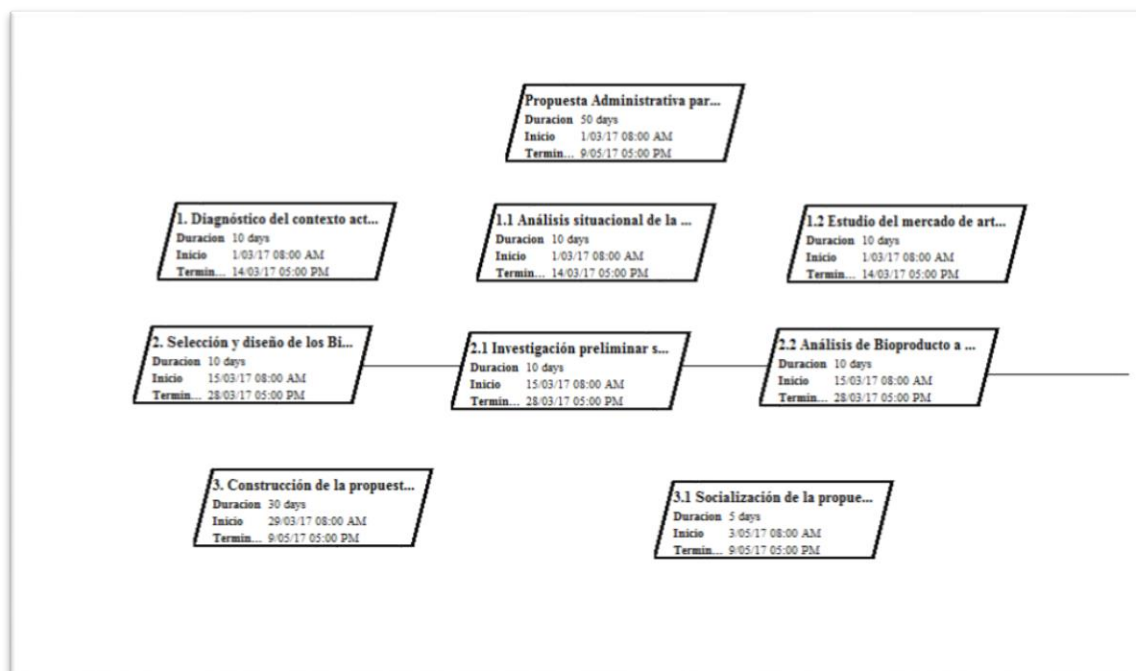 Propuesta Administrativa par...
Duracion 50 days
Inicio 1/03/17 08:00 AM
Termin... 9/05/17 05:00 PM
1. Diagnóstico del contexto act...
Duracion 10 days
Inicio 1/03/17 08:00 AM
Termin... 14/03/17 05:00 PM
1.1 Análisis situacional de la ...
Duracion 10 days
Inicio 1/03/17 08:00 AM
Termin... 14/03/17 05:00 PM
1.2 Estudio del mercado de art...
Duracion 10 days
Inicio 1/03/17 08:00 AM
Termin... 14/03/17 05:00 PM
2. Selección y diseño de los Bi...
Duracion 10 days
Inicio 15/03/17 08:00 AM
Termin... 28/03/17 05:00 PM
2.1 Investigación preliminar s...
Duracion 10 days
Inicio 15/03/17 08:00 AM
Termin... 28/03/17 05:00 PM
2.2 Análisis de Bioproducto a ...
Duracion 10 days
Inicio 15/03/17 08:00 AM
Termin... 28/03/17 05:00 PM
3. Construcción de la propuest...
Duracion 30 days
Inicio 29/03/17 08:00 AM
Termin... 9/05/17 05:00 PM
3.1 Socialización de la propue...
Duracion 5 days
Inicio 3/05/17 08:00 AM
Termin... 9/05/17 05:00 PM